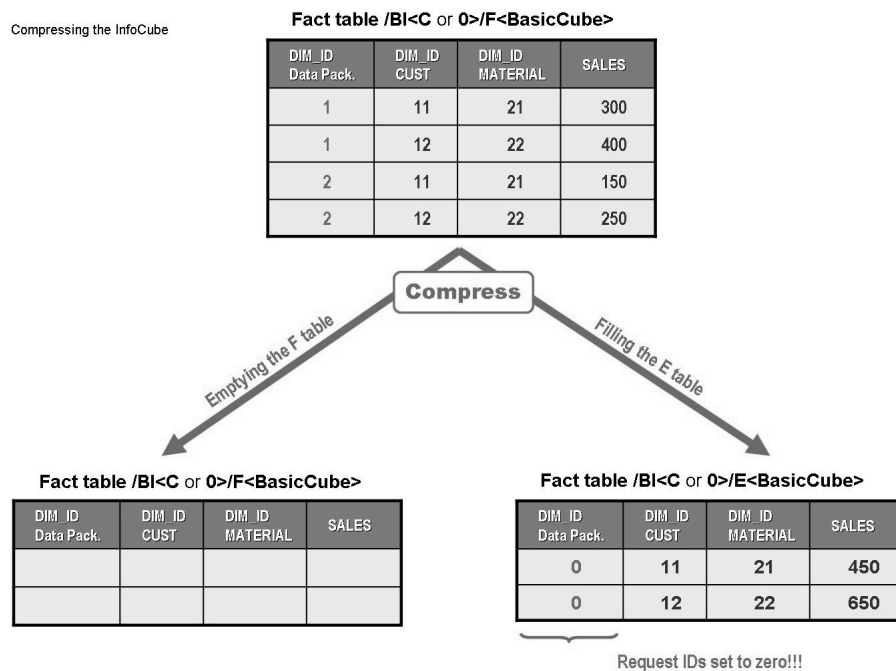 Compressing the InfoCube
Fact table /BI<C or 0>/F<BasicCube>
DIM_ID Data Pack. DIM_ID CUST DIM_ID MATERIAL SALES
1 11 21 300
1 12 22 400
2 11 21 150
2 12 22 250
Compress
Emptying the F table
Filling the E table
Fact table /BI<C or 0>/F<BasicCube>
DIM_ID Data Pack. DIM_ID CUST DIM_ID MATERIAL SALES
Fact table /BI<C or 0>/E<BasicCube>
DIM_ID Data Pack. DIM_ID CUST DIM_ID MATERIAL SALES
0 11 21 450
0 12 22 650
Request IDs set to zero!!!